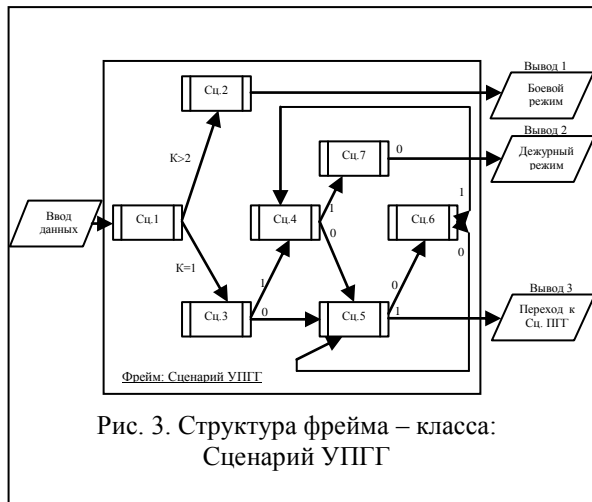 Вывод 1
Сц.2
Боевой
режим
Вывод 2
Сц.7
0
Дежурный
режим
К>2
1
Ввод
данных
Сц.1
Сц.4
1
0
Сц.6
0
К=1
1
0
Вывод 3
Сц.3
0
Сц.5
1
Переход к
Сц. ПГГ
Фрейм: Сценарий УПГГ
Рис. 3. Структура фрейма – класса:
Сценарий УПГГ